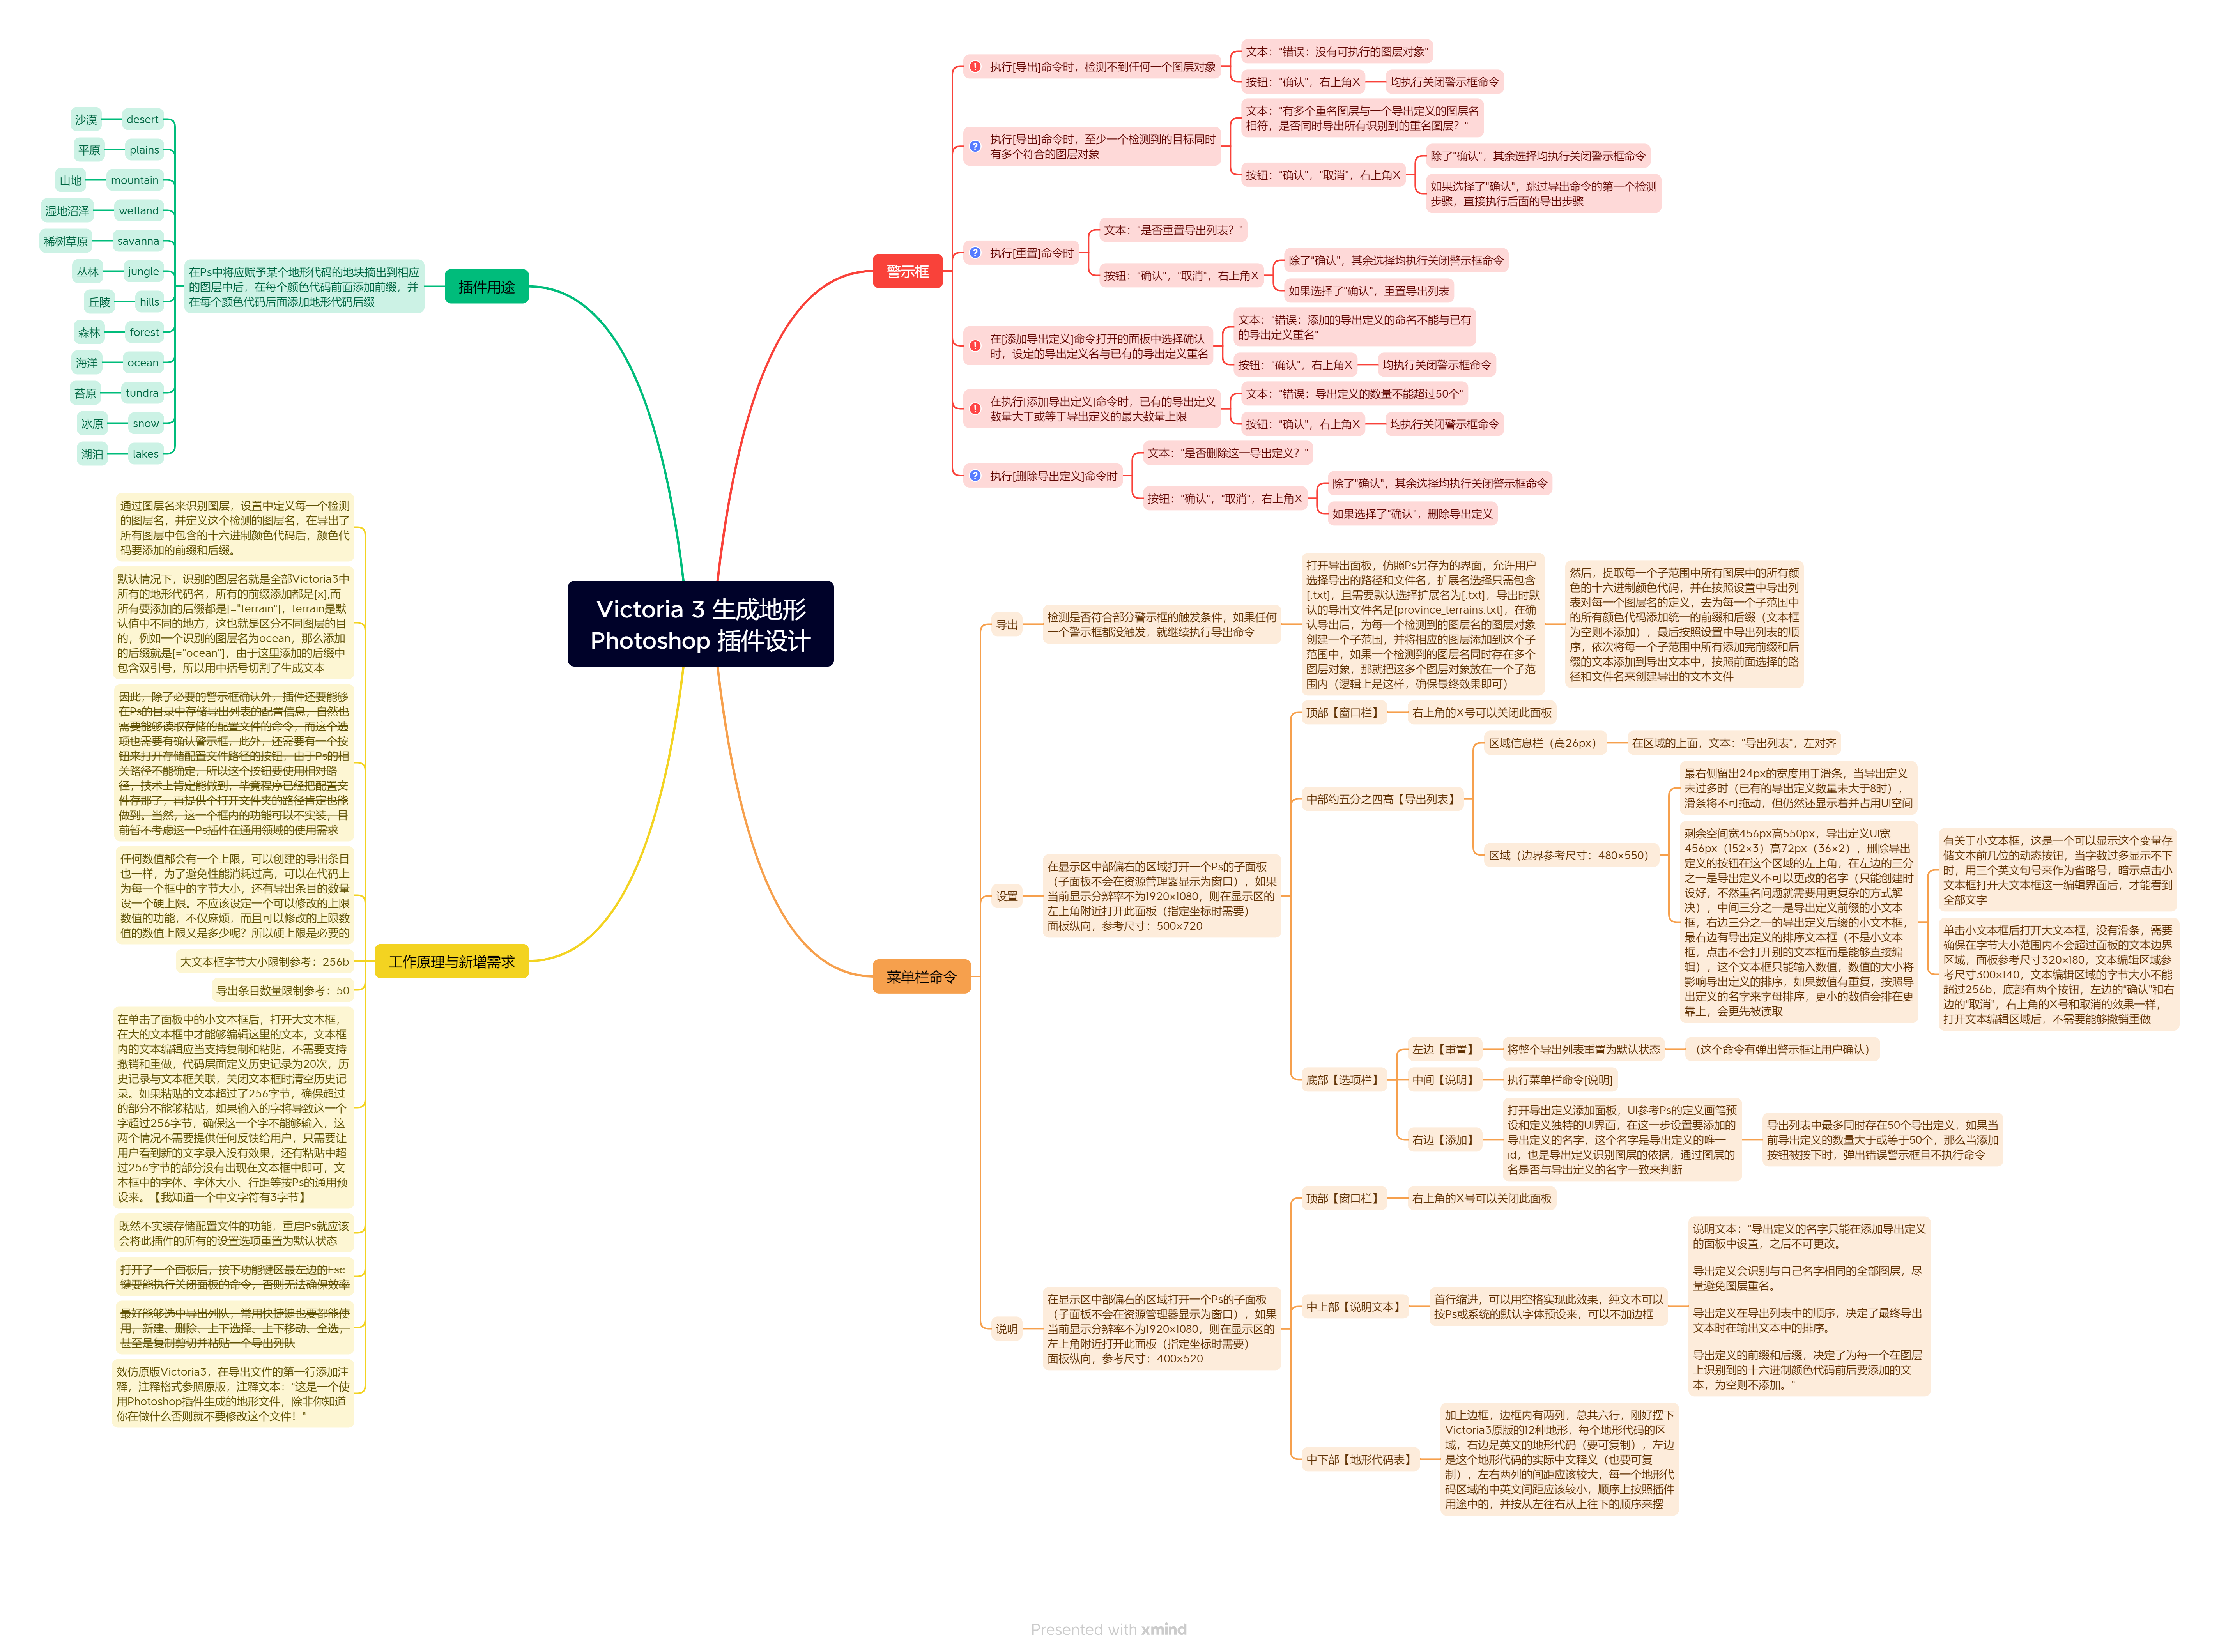 Victoria 3 生成地形
Photoshop 插件设计
插件用途
在Ps中将应赋予某个地形代码的地块摘出到相应
的图层中后，在每个颜色代码前面添加前缀，并
在每个颜色代码后面添加地形代码后缀
desert
沙漠
plains
平原
mountain
山地
wetland
湿地沼泽
savanna
稀树草原
jungle
丛林
hills
丘陵
forest
森林
ocean
海洋
tundra
苔原
snow
冰原
lakes
湖泊
工作原理与新增需求
通过图层名来识别图层，设置中定义每一个检测
的图层名，并定义这个检测的图层名，在导出了
所有图层中包含的十六进制颜色代码后，颜色代
码要添加的前缀和后缀。
默认情况下，识别的图层名就是全部Victoria3中
所有的地形代码名，所有的前缀添加都是[x],而
所有要添加的后缀都是[="terrain"]，terrain是默
认值中不同的地方，这也就是区分不同图层的目
的，例如一个识别的图层名为ocean，那么添加
的后缀就是[="ocean"]，由于这里添加的后缀中
包含双引号，所以用中括号切割了生成文本
因此，除了必要的警示框确认外，插件还要能够
在Ps的目录中存储导出列表的配置信息，自然也
需要能够读取存储的配置文件的命令，而这个选
项也需要有确认警示框，此外，还需要有一个按
钮来打开存储配置文件路径的按钮，由于Ps的相
关路径不能确定，所以这个按钮要使用相对路
径，技术上肯定能做到，毕竟程序已经把配置文
件存那了，再提供个打开文件夹的路径肯定也能
做到。当然，这一个框内的功能可以不实装，目
前暂不考虑这一Ps插件在通用领域的使用需求
任何数值都会有一个上限，可以创建的导出条目
也一样，为了避免性能消耗过高，可以在代码上
为每一个框中的字节大小，还有导出条目的数量
设一个硬上限。不应该设定一个可以修改的上限
数值的功能，不仅麻烦，而且可以修改的上限数
值的数值上限又是多少呢？所以硬上限是必要的
大文本框字节大小限制参考：256b
导出条目数量限制参考：50
在单击了面板中的小文本框后，打开大文本框，
在大的文本框中才能够编辑这里的文本，文本框
内的文本编辑应当支持复制和粘贴，不需要支持
撤销和重做，代码层面定义历史记录为20次，历
史记录与文本框关联，关闭文本框时清空历史记
录。如果粘贴的文本超过了256字节，确保超过
的部分不能够粘贴，如果输入的字将导致这一个
字超过256字节，确保这一个字不能够输入，这
两个情况不需要提供任何反馈给用户，只需要让
用户看到新的文字录入没有效果，还有粘贴中超
过256字节的部分没有出现在文本框中即可，文
本框中的字体、字体大小、行距等按Ps的通用预
设来。【我知道一个中文字符有3字节】
既然不实装存储配置文件的功能，重启Ps就应该
会将此插件的所有的设置选项重置为默认状态
打开了一个面板后，按下功能键区最左边的Esc
键要能执行关闭面板的命令，否则无法确保效率
最好能够选中导出列队，常用快捷键也要都能使
用，新建、删除、上下选择、上下移动、全选，
甚至是复制剪切并粘贴一个导出列队
效仿原版Victoria3，在导出文件的第一行添加注
释，注释格式参照原版，注释文本："这是一个使
用Photoshop插件生成的地形文件，除非你知道
你在做什么否则就不要修改这个文件！"
警示框
执行[导出]命令时，检测不到任何一个图层对象
文本："错误：没有可执行的图层对象"
按钮："确认"，右上角X
均执行关闭警示框命令
执行[导出]命令时，至少一个检测到的目标同时
有多个符合的图层对象
文本："有多个重名图层与一个导出定义的图层名
相符，是否同时导出所有识别到的重名图层？"
按钮："确认"，"取消"，右上角X
除了"确认"，其余选择均执行关闭警示框命令
如果选择了"确认"，跳过导出命令的第一个检测
步骤，直接执行后面的导出步骤
执行[重置]命令时
文本："是否重置导出列表？"
按钮："确认"，"取消"，右上角X
除了"确认"，其余选择均执行关闭警示框命令
如果选择了"确认"，重置导出列表
在[添加导出定义]命令打开的面板中选择确认
时，设定的导出定义名与已有的导出定义重名
文本："错误：添加的导出定义的命名不能与已有
的导出定义重名"
按钮："确认"，右上角X
均执行关闭警示框命令
在执行[添加导出定义]命令时，已有的导出定义
数量大于或等于导出定义的最大数量上限
文本："错误：导出定义的数量不能超过50个"
按钮："确认"，右上角X
均执行关闭警示框命令
执行[删除导出定义]命令时
文本："是否删除这一导出定义？"
按钮："确认"，"取消"，右上角X
除了"确认"，其余选择均执行关闭警示框命令
如果选择了"确认"，删除导出定义
菜单栏命令
导出
检测是否符合部分警示框的触发条件，如果任何
一个警示框都没触发，就继续执行导出命令
打开导出面板，仿照Ps另存为的界面，允许用户
选择导出的路径和文件名，扩展名选择只需包含
[.txt]，且需要默认选择扩展名为[.txt]，导出时默
认的导出文件名是[province_terrains.txt]，在确
认导出后，为每一个检测到的图层名的图层对象
创建一个子范围，并将相应的图层添加到这个子
范围中，如果一个检测到的图层名同时存在多个
图层对象，那就把这多个图层对象放在一个子范
围内（逻辑上是这样，确保最终效果即可）
然后，提取每一个子范围中所有图层中的所有颜
色的十六进制颜色代码，并在按照设置中导出列
表对每一个图层名的定义，去为每一个子范围中
的所有颜色代码添加统一的前缀和后缀（文本框
为空则不添加），最后按照设置中导出列表的顺
序，依次将每一个子范围中的所有添加完前缀和后
缀的文本添加到导出文本中，按照前面选择的路
径和文件名来创建导出的文本文件
设置
在显示区中部偏右的区域打开一个Ps的子面板
（子面板不会在资源管理器显示为窗口），如果
当前显示分辨率不为1920×1080，则在显示区的
左上角附近打开此面板（指定坐标时需要）
面板纵向，参考尺寸：500×720
顶部【窗口栏】
右上角的X号可以关闭此面板
中部约五分之四高【导出列表】
区域信息栏（高26px）
在区域的上面，文本："导出列表"，左对齐
区域（边界参考尺寸：480×550）
最右侧留出24px的宽度用于滑条，当导出定义
未过多时（已有的导出定义数量未大于8时），
滑条将不可拖动，但仍然还显示着并占用UI空间
剩余空间宽456px高550px，导出定义UI宽
456px（152×3）高72px（36×2），删除导出
定义的按钮在这个区域的左上角，在左边的三分
之一是导出定义不可以更改的名字（只能创建时
设好，不然重名问题就需要用更复杂的方式解
决），中间三分之一是导出定义前缀的小文本
框，右边三分之一的导出定义后缀的小文本框，
最右边有导出定义的排序文本框（不是小文本
框，点击不会打开别的文本框而是能够直接编
辑），这个文本框只能输入数值，数值的大小将
影响导出定义的排序，如果数值有重复，按照导
出定义的名字来字母排序，更小的数值会排在更
靠上，会更先被读取
有关于小文本框，这是一个可以显示这个变量存
储文本前几位的动态按钮，当字数过多显示不下
时，用三个英文句号来作为省略号，暗示点击小
文本框打开大文本框这一编辑界面后，才能看到
全部文字
单击小文本框后打开大文本框，没有滑条，需要
确保在字节大小范围内不会超过面板的文本边界
区域，面板参考尺寸320×180，文本编辑区域参
考尺寸300×140，文本编辑区域的字节大小不能
超过256b，底部有两个按钮，左边的"确认"和右
边的"取消"，右上角的X号和取消的效果一样，
打开文本编辑区域后，不需要能够撤销重做
底部【选项栏】
左边【重置】
将整个导出列表重置为默认状态
（这个命令有弹出警示框让用户确认）
中间【说明】
执行菜单栏命令[说明]
右边【添加】
打开导出定义添加面板，UI参考Ps的定义画笔预
设和定义独特的UI界面，在这一步设置要添加的
导出定义的名字，这个名字是导出定义的唯一
id，也是导出定义识别图层的依据，通过图层的
名是否与导出定义的名字一致来判断
导出列表中最多同时存在50个导出定义，如果当
前导出定义的数量大于或等于50个，那么当添加
按钮被按下时，弹出错误警示框且不执行命令
说明
在显示区中部偏右的区域打开一个Ps的子面板
（子面板不会在资源管理器显示为窗口），如果
当前显示分辨率不为1920×1080，则在显示区的
左上角附近打开此面板（指定坐标时需要）
面板纵向，参考尺寸：400×520
顶部【窗口栏】
右上角的X号可以关闭此面板
中上部【说明文本】
首行缩进，可以用空格实现此效果，纯文本可以
按Ps或系统的默认字体预设来，可以不加边框
说明文本："导出定义的名字只能在添加导出定义
的面板中设置，之后不可更改。
导出定义会识别与自己名字相同的全部图层，尽
量避免图层重名。
导出定义在导出列表中的顺序，决定了最终导出
文本时在输出文本中的排序。
导出定义的前缀和后缀，决定了为每一个在图层
上识别到的十六进制颜色代码前后要添加的文
本，为空则不添加。"
中下部【地形代码表】
加上边框，边框内有两列，总共六行，刚好摆下
Victoria3原版的12种地形，每个地形代码的区
域，右边是英文的地形代码（要可复制），左边
是这个地形代码的实际中文释义（也要可复
制），左右两列的间距应该较大，每一个地形代
码区域的中英文间距应该较小，顺序上按照插件
用途中的，并按从左往右从上往下的顺序来摆
Presented with xmind